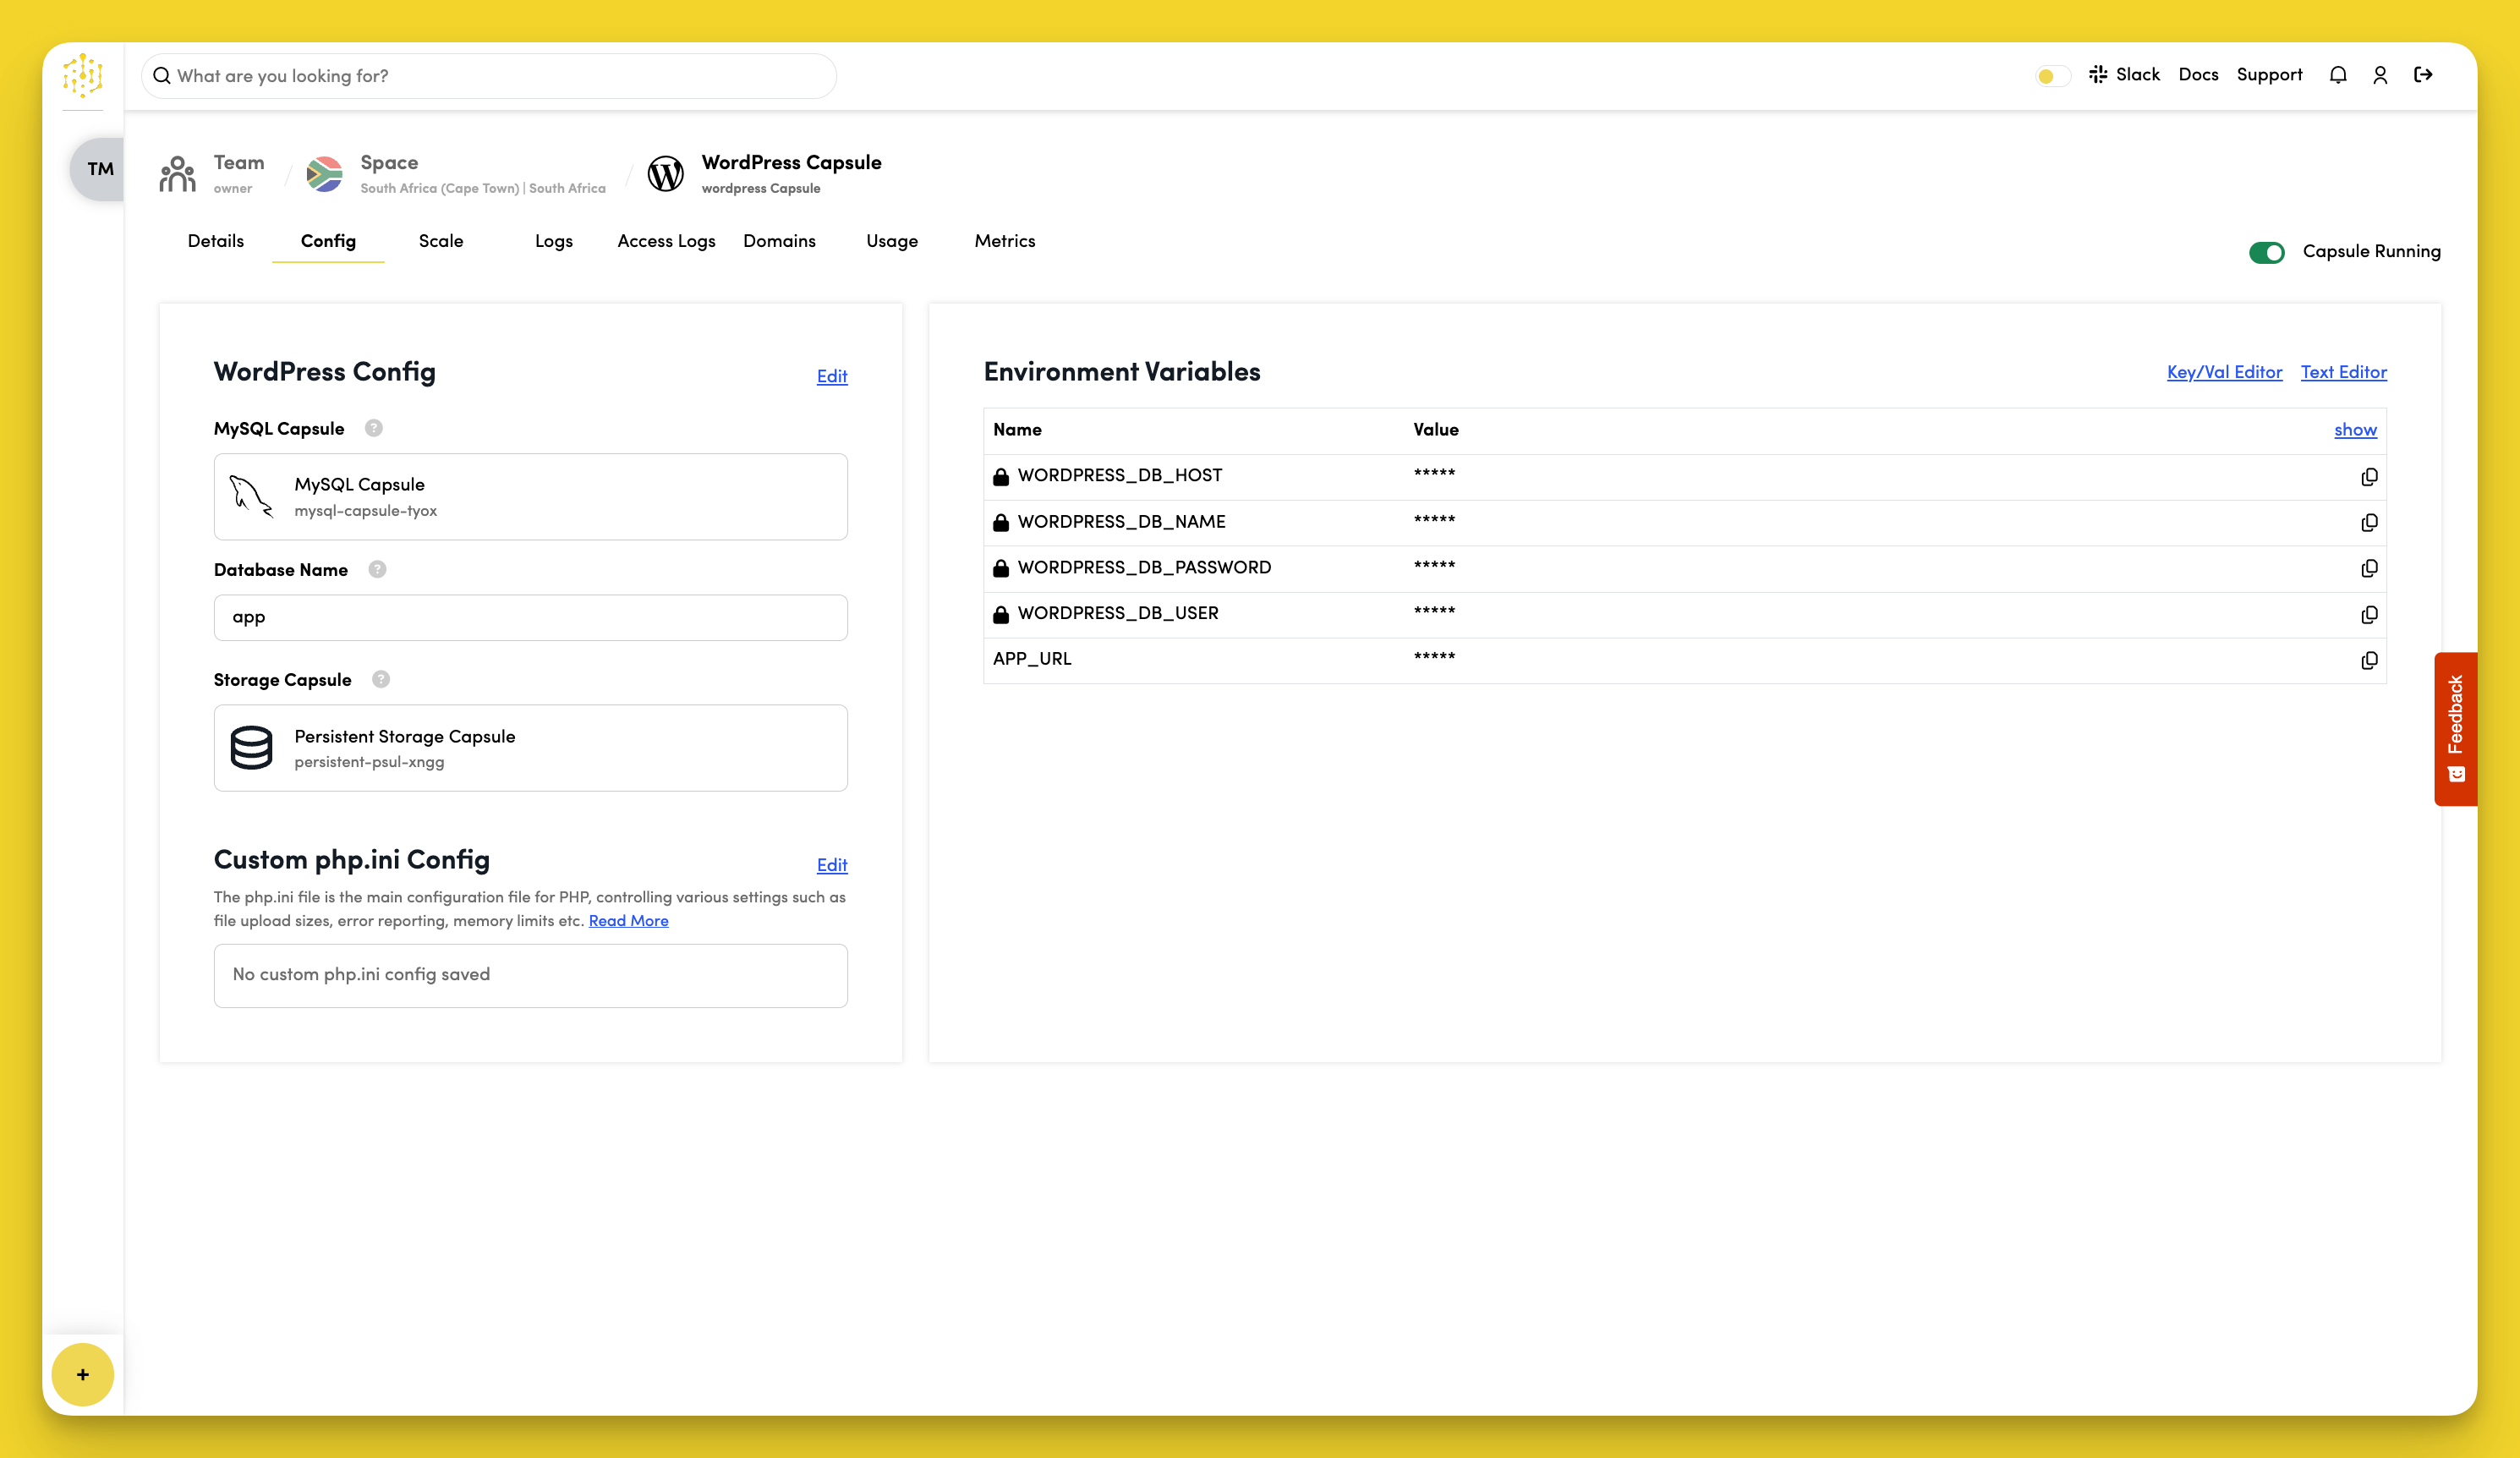 What are you looking for?
Slack
Docs
Support
TM
Team
owner
/
Space
South Africa (Cape Town) | South Africa
/
WordPress Capsule
wordpress Capsule
Details
Config
Scale
Logs
Access Logs
Domains
Usage
Metrics
Capsule Running
WordPress Config
Edit
MySQL Capsule ?
MySQL Capsule
mysql-capsule-tyox
Database Name ?
app
Storage Capsule ?
Persistent Storage Capsule
persistent-psul-xngg
Custom php.ini Config
Edit
The php.ini file is the main configuration file for PHP, controlling various settings such as
file upload sizes, error reporting, memory limits etc. Read More
No custom php.ini config saved
Environment Variables
Key/Val Editor
Text Editor
Name Value show
WORDPRESS_DB_HOST *****
WORDPRESS_DB_NAME *****
WORDPRESS_DB_PASSWORD *****
WORDPRESS_DB_USER *****
APP_URL *****
Feedback
+